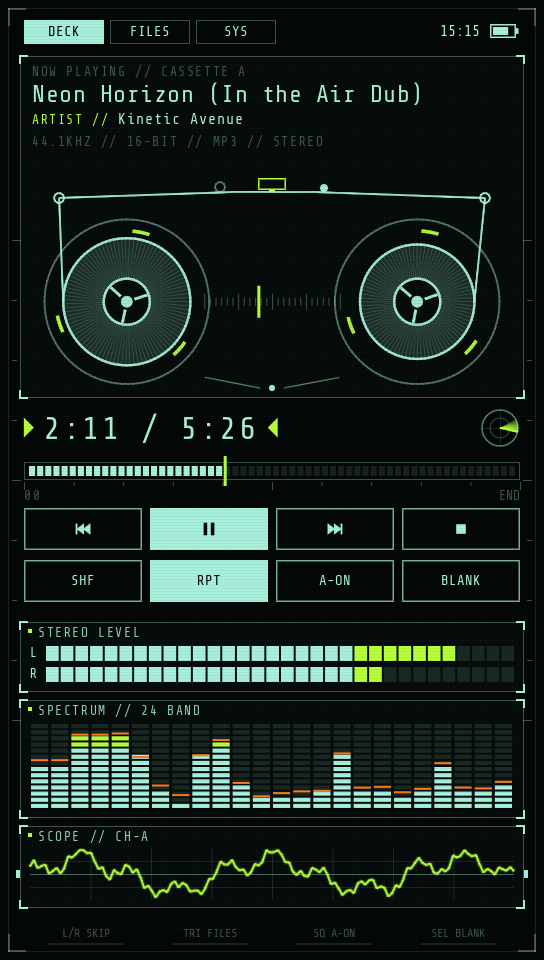 DECK FILES SYS 15:15
NOW PLAYING // CASSETTE A
Neon Horizon (In the Air Dub)
ARTIST // Kinetic Avenue
44.1KHZ // 16-BIT // MP3 // STEREO
2:11 / 5:26
00 END
SHF RPT A-ON BLANK
STEREO LEVEL
L
R
SPECTRUM // 24 BAND
SCOPE // CH-A
L/R SKIP TRI FILES SQ A-ON SEL BLANK